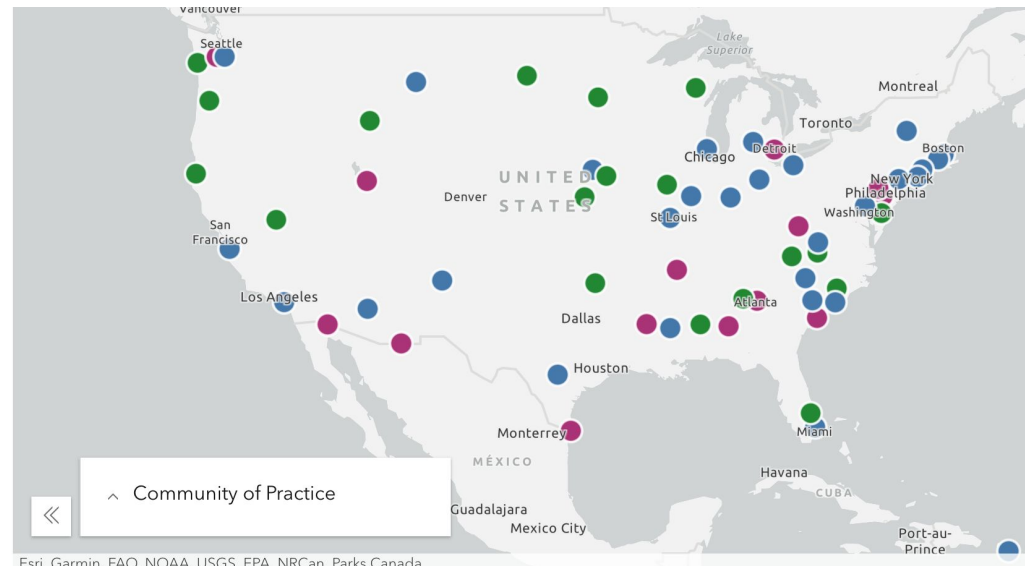 Vancouver
Seattle
Lake
Superior
Montreal
Toronto
Boston
Detroit
Chicago
New York
UNITED
STATES
Denver
Philadelphia
Washington
St Louis
San
Francisco
Los Angeles
Atlanta
Dallas
Houston
Monterrey
Miami
MÉXICO
Havana
CUBA
Community of Practice
Guadalajara
Mexico City
Port-au-
Prince
Esri, Garmin, FAO, NOAA, USGS, EPA, NRCan, Parks Canada